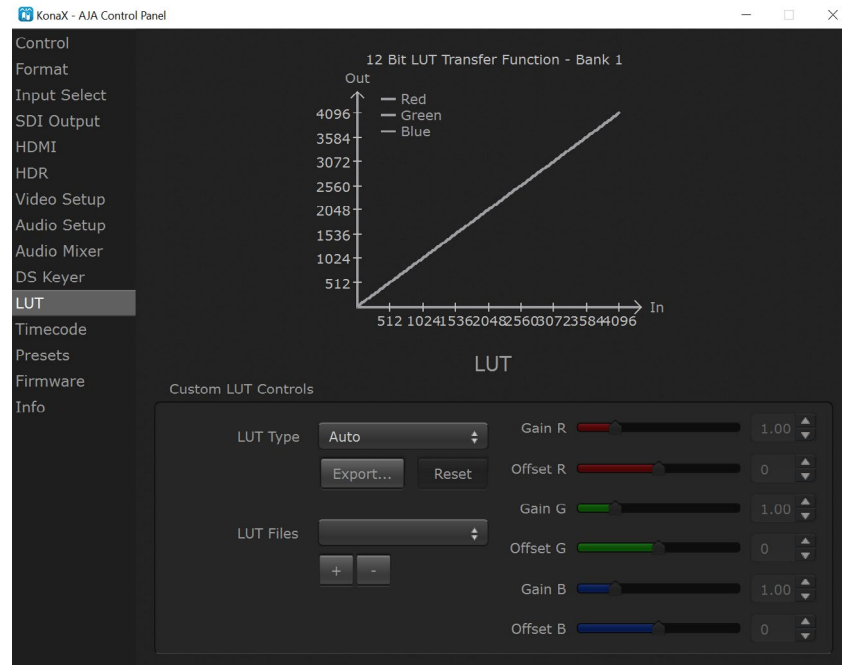 KonaX - AJA Control Panel
Control
Format
Input Select
SDI Output
HDMI
HDR
Video Setup
Audio Setup
Audio Mixer
DS Keyer
LUT
Timecode
Presets
Firmware
Info
12 Bit LUT Transfer Function - Bank 1
Out
Red
Green
Blue
4096
3584
3072
2560
2048
1536
1024
512
In
512 1024 1536 2048 2560 3072 3584 4096
LUT
Custom LUT Controls
LUT Type Auto
Export... Reset
LUT Files
+ -
Gain R 1.00
Offset R 0
Gain G 1.00
Offset G 0
Gain B 1.00
Offset B 0